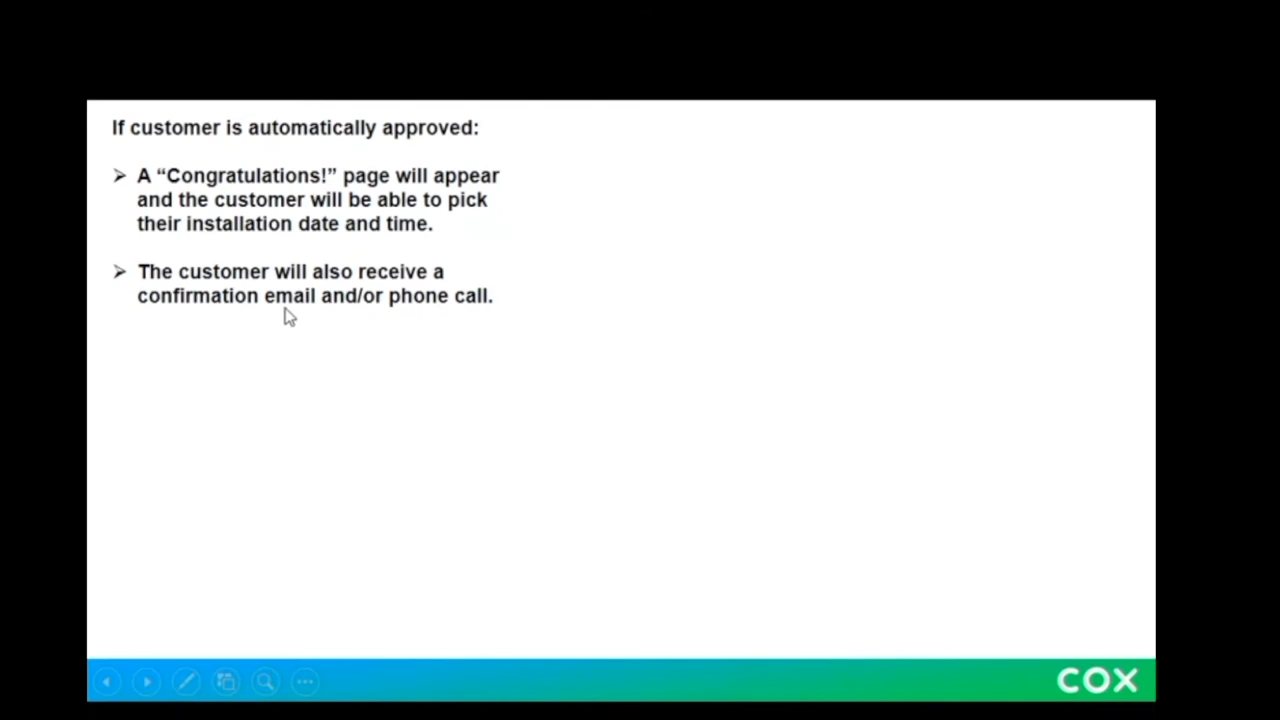 If customer is automatically approved:
➢ A “Congratulations!” page will appear
and the customer will be able to pick
their installation date and time.
➢ The customer will also receive a
confirmation email and/or phone call.
COX